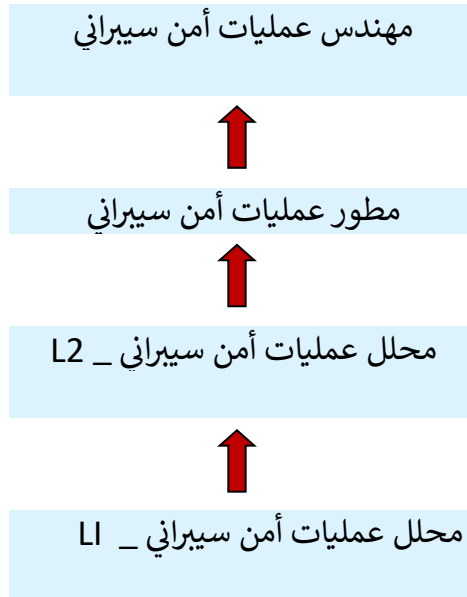 مهندس عمليات أمن سيبراني
مطور عمليات أمن سيبراني
محلل عمليات أمن سيبراني _ L2
محلل عمليات أمن سيبراني _ LI